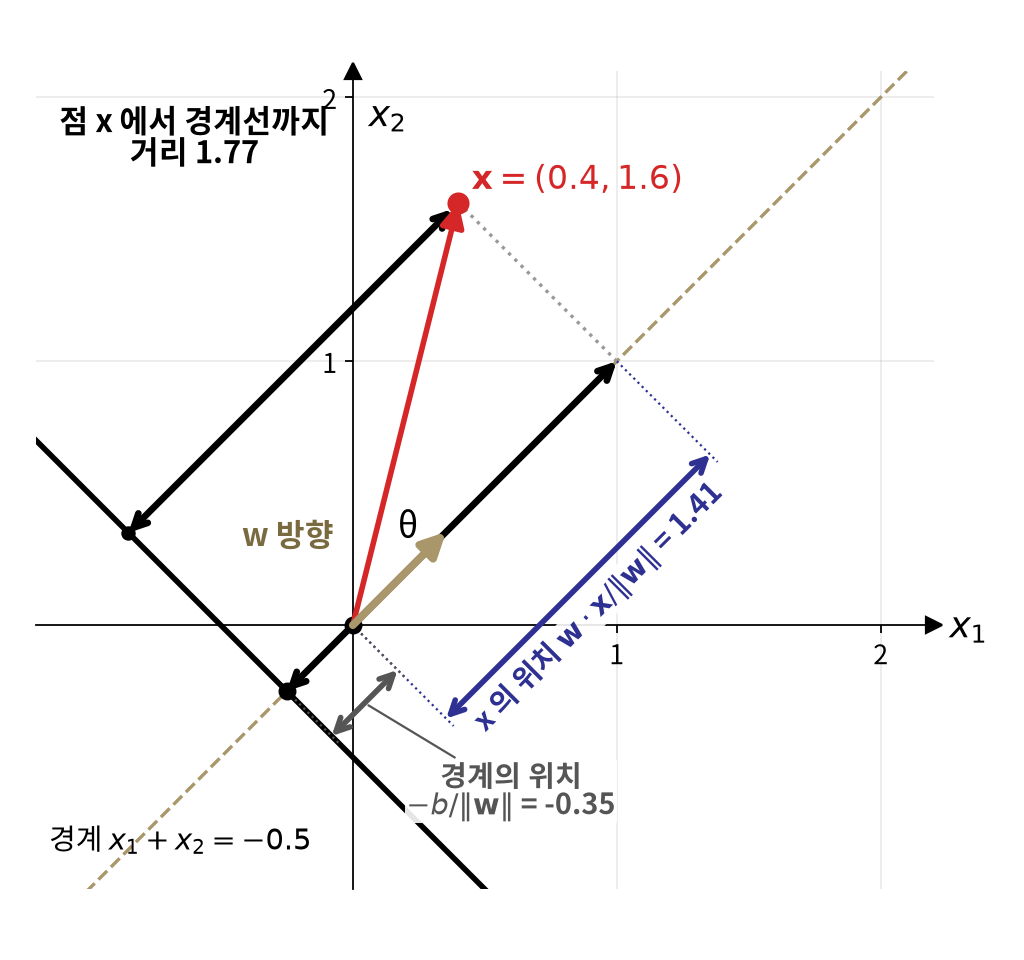 점 x 에서 경계선까지
거리 1.77
2
x₂
x = (0.4, 1.6)
1
w 방향
θ
x 의 위치 w · x/‖w‖ = 1.41
x₁
1
2
경계의 위치
−b/‖w‖ = -0.35
경계 x₁ + x₂ = −0.5